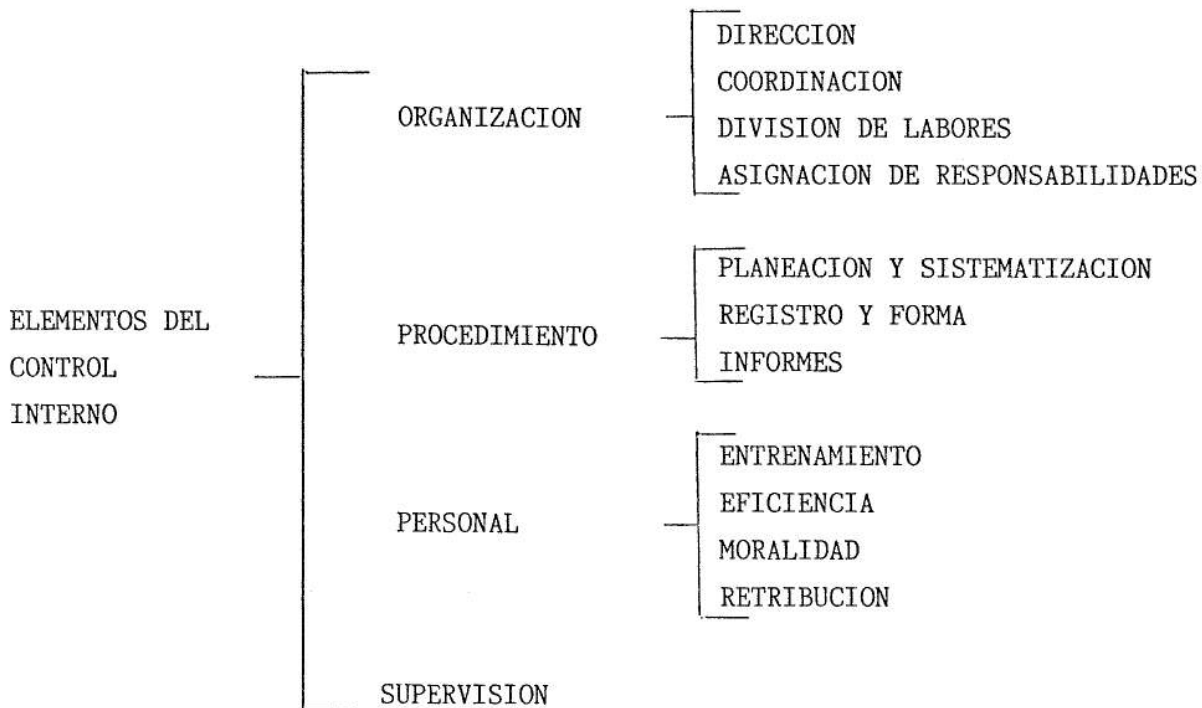 ELEMENTOS DEL
CONTROL
INTERNO
ORGANIZACION
DIRECCION
COORDINACION
DIVISION DE LABORES
ASIGNACION DE RESPONSABILIDADES
PROCEDIMIENTO
PLANEACION Y SISTEMATIZACION
REGISTRO Y FORMA
INFORMES
PERSONAL
ENTRENAMIENTO
EFICIENCIA
MORALIDAD
RETRIBUCION
SUPERVISION